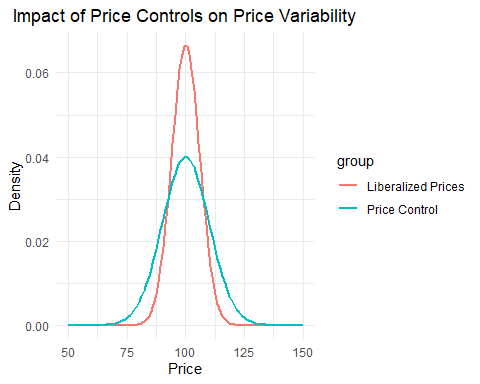 Impact of Price Controls on Price Variability
0.06
0.04
0.02
0.00
Density
50 75 100 125 150
Price
group
Liberalized Prices
Price Control